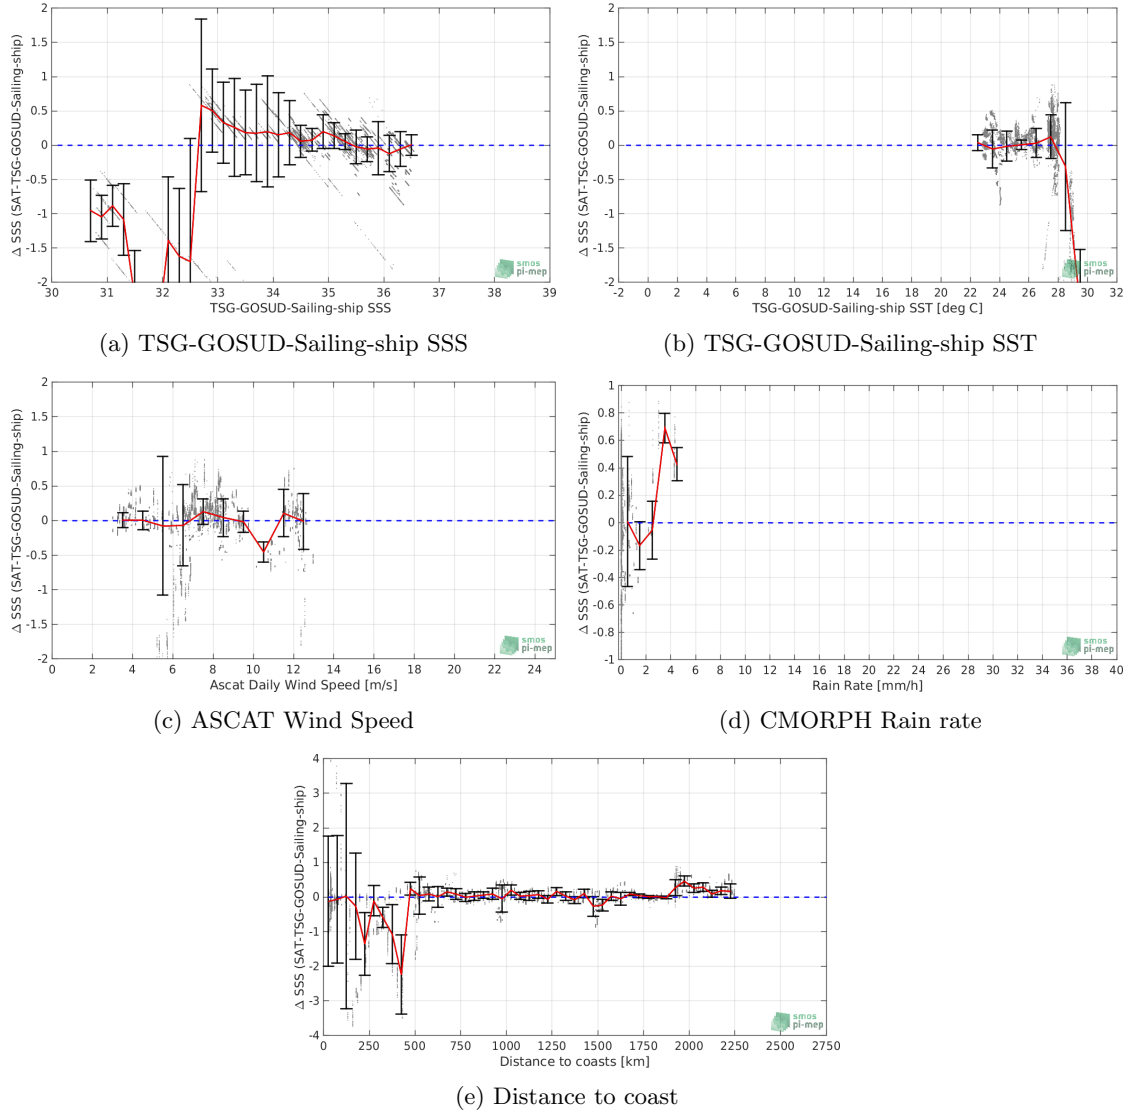 2
1.5
1
0.5
0
-0.5
-1
-1.5
-2
Δ SSS (SAT-TSG-GOSUD-Sailing-ship)
30 31 32 33 34 35 36 37 38 39
TSG-GOSUD-Sailing-ship SSS
smos
pi-mep
(a) TSG-GOSUD-Sailing-ship SSS
2
1.5
1
0.5
0
-0.5
-1
-1.5
-2
Δ SSS (SAT-TSG-GOSUD-Sailing-ship)
-2 0 2 4 6 8 10 12 14 16 18 20 22 24 26 28 30 32
TSG-GOSUD-Sailing-ship SST [deg C]
smos
pi-mep
(b) TSG-GOSUD-Sailing-ship SST
2
1.5
1
0.5
0
-0.5
-1
-1.5
-2
Δ SSS (SAT-TSG-GOSUD-Sailing-ship)
0 2 4 6 8 10 12 14 16 18 20 22 24
Ascat Daily Wind Speed [m/s]
smos
pi-mep
(c) ASCAT Wind Speed
1
0.8
0.6
0.4
0.2
0
-0.2
-0.4
-0.6
-0.8
-1
Δ SSS (SAT-TSG-GOSUD-Sailing-ship)
0 2 4 6 8 10 12 14 16 18 20 22 24 26 28 30 32 34 36 38 40
Rain Rate [mm/h]
smos
pi-mep
(d) CMORPH Rain rate
4
3
2
1
0
-1
-2
-3
-4
Δ SSS (SAT-TSG-GOSUD-Sailing-ship)
0 250 500 750 1000 1250 1500 1750 2000 2250 2500 2750
Distance to coasts [km]
smos
pi-mep
(e) Distance to coast